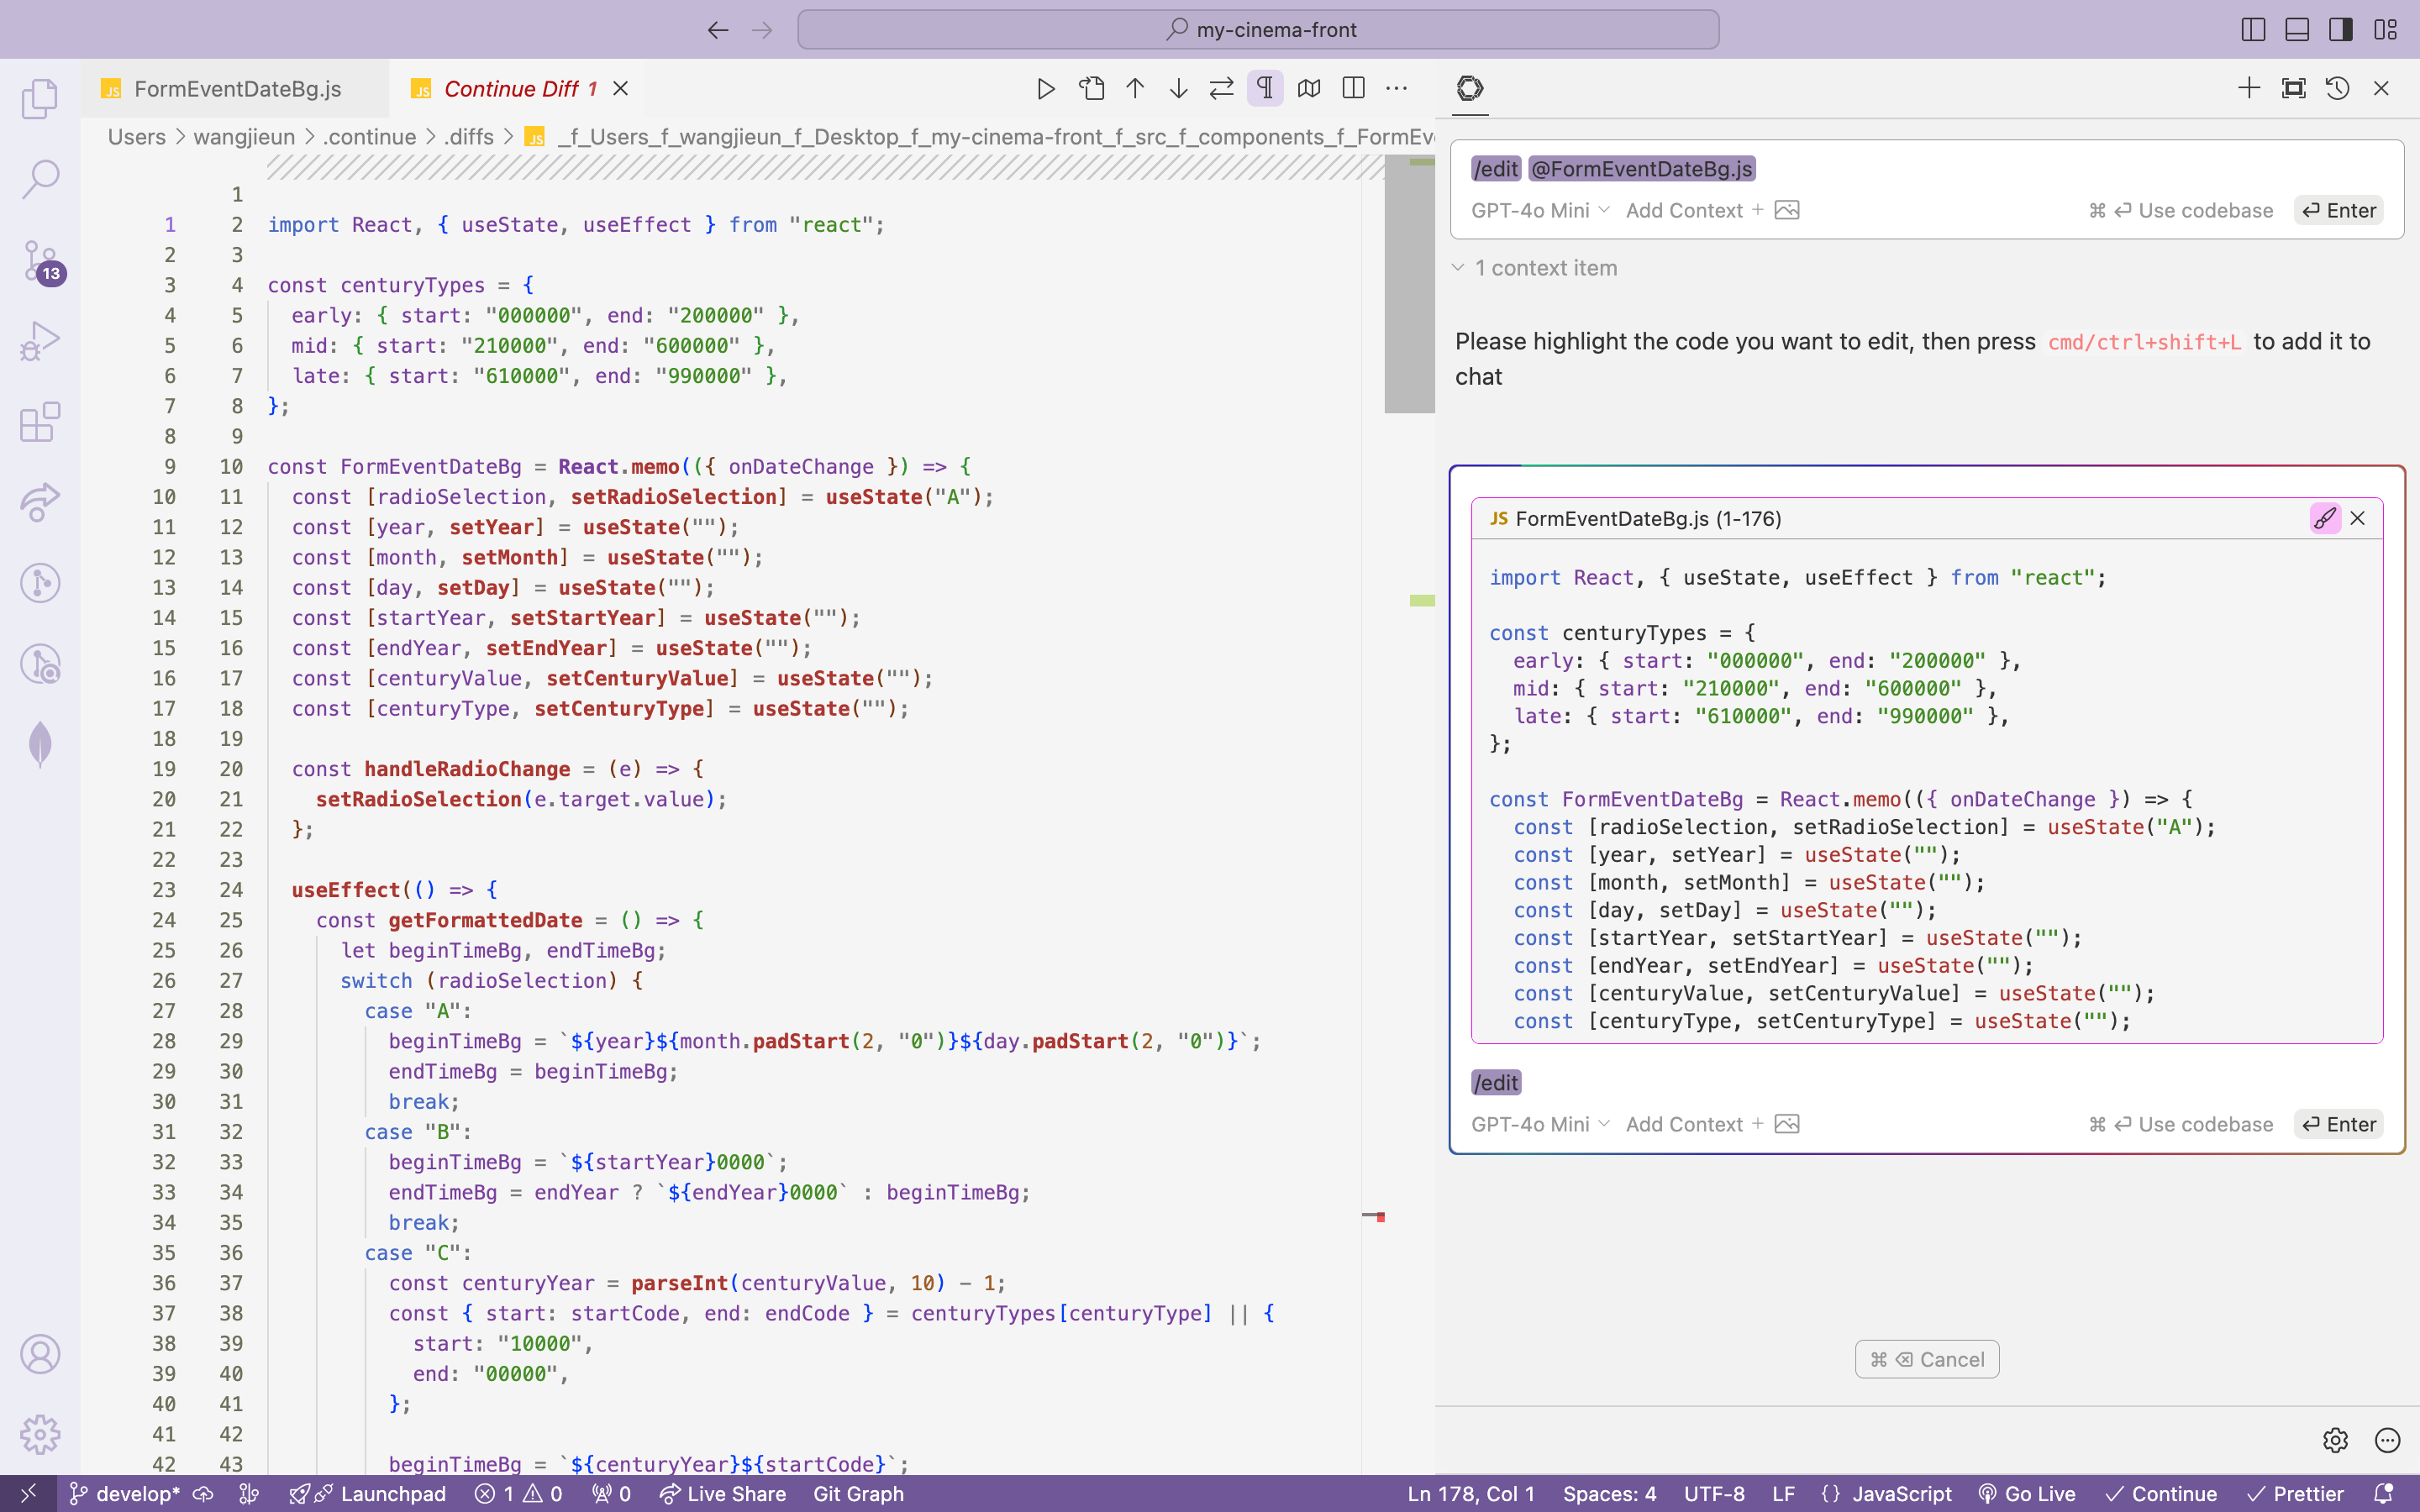 my-cinema-front
JS FormEventDateBg.js
JS Continue Diff 1
Users > wangjieun > .continue > .diffs > JS _f_Users_f_wangjieun_f_Desktop_f_my-cinema-front_f_src_f_components_f_FormEve
1
1 2 import React, { useState, useEffect } from "react";
2 3
3 4 const centuryTypes = {
4 5 early: { start: "000000", end: "200000" },
5 6 mid: { start: "210000", end: "600000" },
6 7 late: { start: "610000", end: "990000" },
7 8 };
8 9
9 10 const FormEventDateBg = React.memo(({ onDateChange }) => {
10 11 const [radioSelection, setRadioSelection] = useState("A");
11 12 const [year, setYear] = useState("");
12 13 const [month, setMonth] = useState("");
13 14 const [day, setDay] = useState("");
14 15 const [startYear, setStartYear] = useState("");
15 16 const [endYear, setEndYear] = useState("");
16 17 const [centuryValue, setCenturyValue] = useState("");
17 18 const [centuryType, setCenturyType] = useState("");
18 19
19 20 const handleRadioChange = (e) => {
20 21 setRadioSelection(e.target.value);
21 22 };
22 23
23 24 useEffect(() => {
24 25 const getFormattedDate = () => {
25 26 let beginTimeBg, endTimeBg;
26 27 switch (radioSelection) {
27 28 case "A":
28 29 beginTimeBg = `${year}${month.padStart(2, "0")}${day.padStart(2, "0")}`;
29 30 endTimeBg = beginTimeBg;
30 31 break;
31 32 case "B":
32 33 beginTimeBg = `${startYear}0000`;
33 34 endTimeBg = endYear ? `${endYear}0000` : beginTimeBg;
34 35 break;
35 36 case "C":
36 37 const centuryYear = parseInt(centuryValue, 10) - 1;
37 38 const { start: startCode, end: endCode } = centuryTypes[centuryType] || {
38 39 start: "10000",
39 40 end: "00000",
40 41 };
41 42
42 43 beginTimeBg = `${centuryYear}${startCode}`;
13
/edit @FormEventDateBg.js
GPT-4o Mini Add Context + ⌘ ⏎ Use codebase ⏎ Enter
1 context item
Please highlight the code you want to edit, then press cmd/ctrl+shift+L to add it to
chat
JS FormEventDateBg.js (1-176)
import React, { useState, useEffect } from "react";
const centuryTypes = {
early: { start: "000000", end: "200000" },
mid: { start: "210000", end: "600000" },
late: { start: "610000", end: "990000" },
};
const FormEventDateBg = React.memo(({ onDateChange }) => {
const [radioSelection, setRadioSelection] = useState("A");
const [year, setYear] = useState("");
const [month, setMonth] = useState("");
const [day, setDay] = useState("");
const [startYear, setStartYear] = useState("");
const [endYear, setEndYear] = useState("");
const [centuryValue, setCenturyValue] = useState("");
const [centuryType, setCenturyType] = useState("");
/edit
GPT-4o Mini Add Context + ⌘ ⏎ Use codebase ⏎ Enter
⌘ ⌫ Cancel
develop* Launchpad 1 0 0 Live Share Git Graph Ln 178, Col 1 Spaces: 4 UTF-8 LF {} JavaScript Go Live Continue Prettier